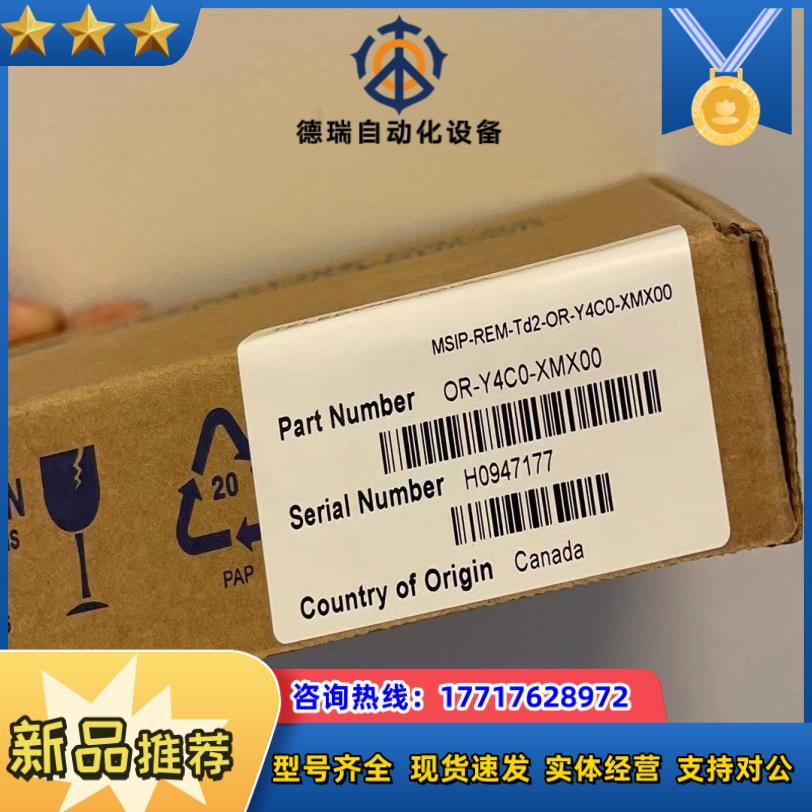 德瑞自动化设备
MSIP-REM-Td2-OR-Y4C0-XMX00
Part Number OR-Y4C0-XMX00
Serial Number H0947177
Country of Origin Canada
20
PAP
咨询热线：17717628972
新品推荐
型号齐全 现货速发 实体经营 支持对公